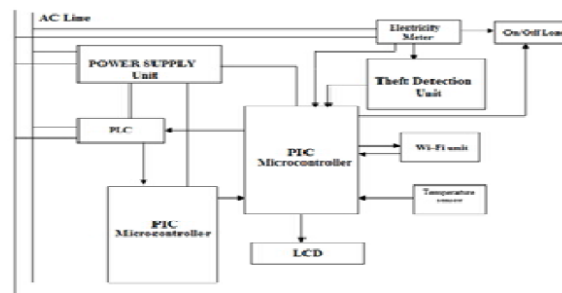 AC Line
Electricity
Meter
On/Off Load
POWER SUPPLY
Unit
Theft Detection
Unit
PLC
PIC
Microcontroller
Wi-Fi unit
Temperature
sensor
PIC
Microcontroller
LCD